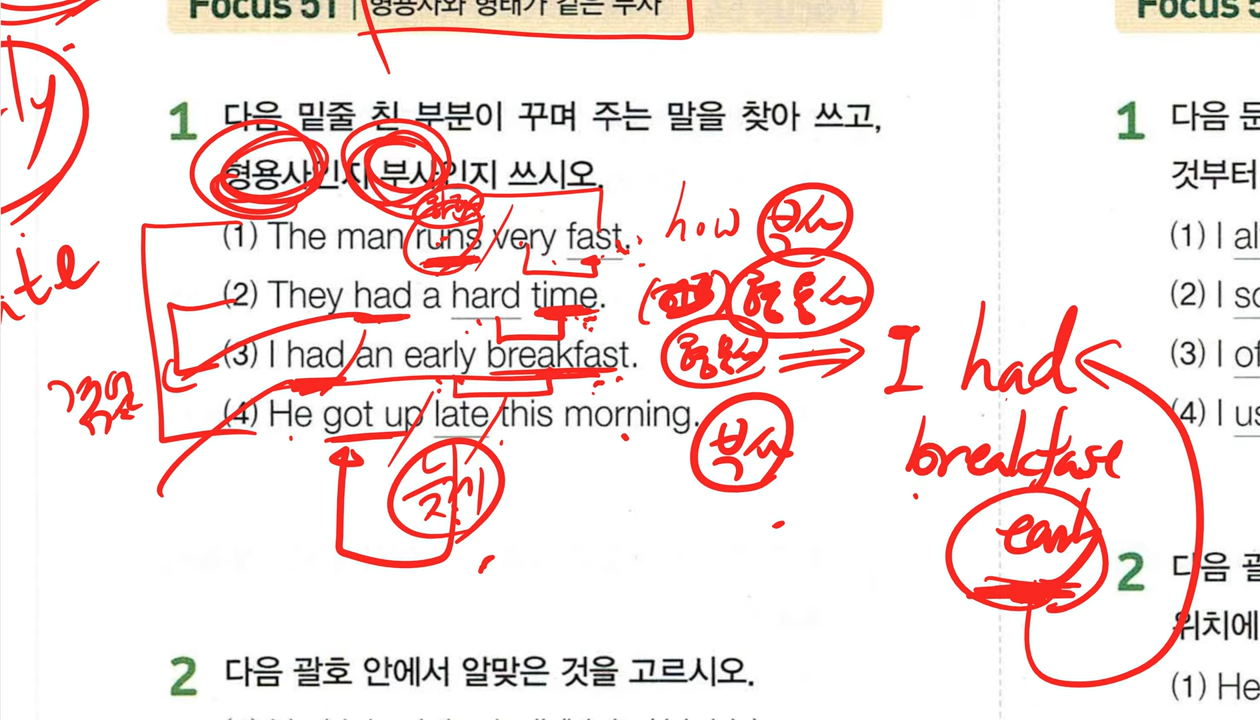 Focus 51 | 형용사와 형태가 같은 부사
1 다음 밑줄 친 부분이 꾸며 주는 말을 찾아 쓰고,
형용사인지 부사인지 쓰시오.
(1) The man runs very fast.
how 부사
(2) They had a hard time.
형용사
(3) I had an early breakfast.
형용사
(4) He got up late this morning.
부사
늦게
I had
breakfase
early
2 다음 괄호 안에서 알맞은 것을 고르시오.
Focus 5
1 다음 문
것부터
(1) I al
(2) I so
(3) I of
(4) I us
2 다음 괄
위치에
(1) He